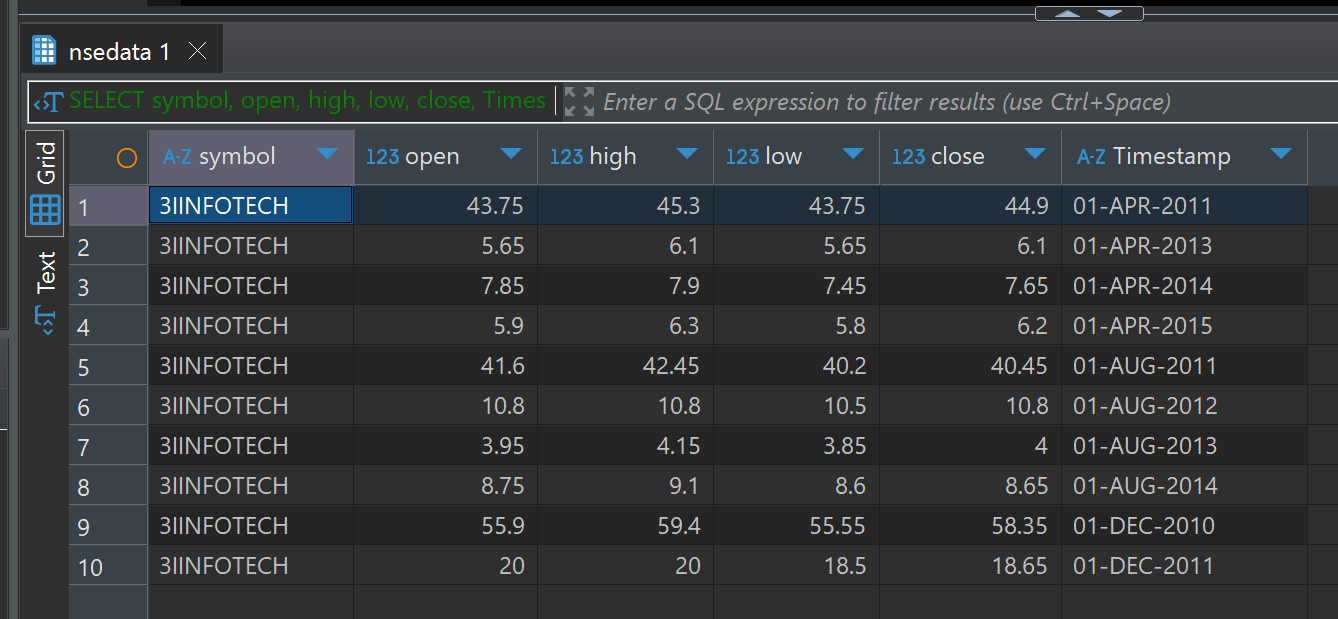 nsedata 1
SELECT symbol, open, high, low, close, Times Enter a SQL expression to filter results (use Ctrl+Space)
Grid
Text
A-Z symbol 123 open 123 high 123 low 123 close A-Z Timestamp
1 3IINFOTECH 43.75 45.3 43.75 44.9 01-APR-2011
2 3IINFOTECH 5.65 6.1 5.65 6.1 01-APR-2013
3 3IINFOTECH 7.85 7.9 7.45 7.65 01-APR-2014
4 3IINFOTECH 5.9 6.3 5.8 6.2 01-APR-2015
5 3IINFOTECH 41.6 42.45 40.2 40.45 01-AUG-2011
6 3IINFOTECH 10.8 10.8 10.5 10.8 01-AUG-2012
7 3IINFOTECH 3.95 4.15 3.85 4 01-AUG-2013
8 3IINFOTECH 8.75 9.1 8.6 8.65 01-AUG-2014
9 3IINFOTECH 55.9 59.4 55.55 58.35 01-DEC-2010
10 3IINFOTECH 20 20 18.5 18.65 01-DEC-2011